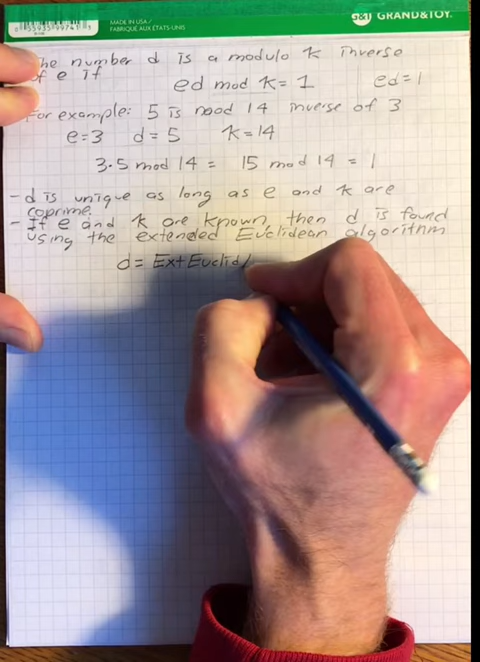 MADE IN USA/
FABRIQUÉ AUX ÉTATS-UNIS
GRAND&TOY.
The number d is a modulo k inverse
of e if
ed mod k = 1 ed = 1
For example: 5 is mod 14 inverse of 3
e=3 d=5 k=14
3·5 mod 14 = 15 mod 14 = 1
- d is unique as long as e and k are
coprime.
- If e and k are known, then d is found
using the extended Euclidean algorithm
d = ExtEuclid(